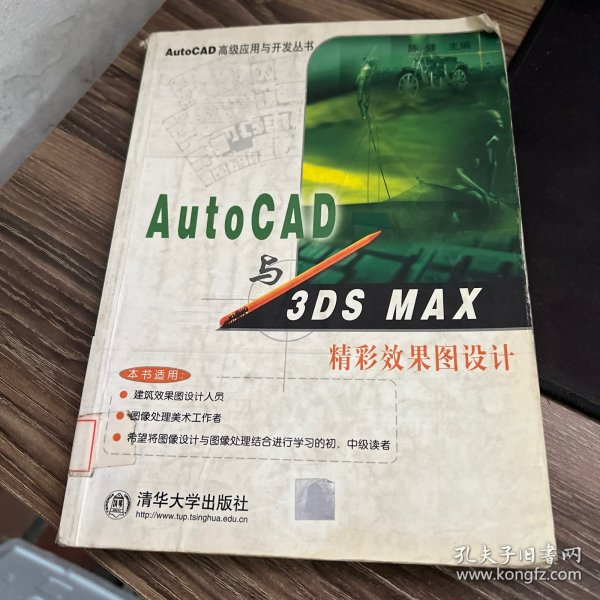 AutoCAD高级应用与开发丛书
陈健 主编
AutoCAD
与
3DS MAX
精彩效果图设计
本书适用:
建筑效果图设计人员
图像处理美术工作者
希望将图像设计与图像处理结合进行学习的初、中级读者
清华大学出版社
http://www.tup.tsinghua.edu.cn
孔夫子旧书网
www.kongfz.com